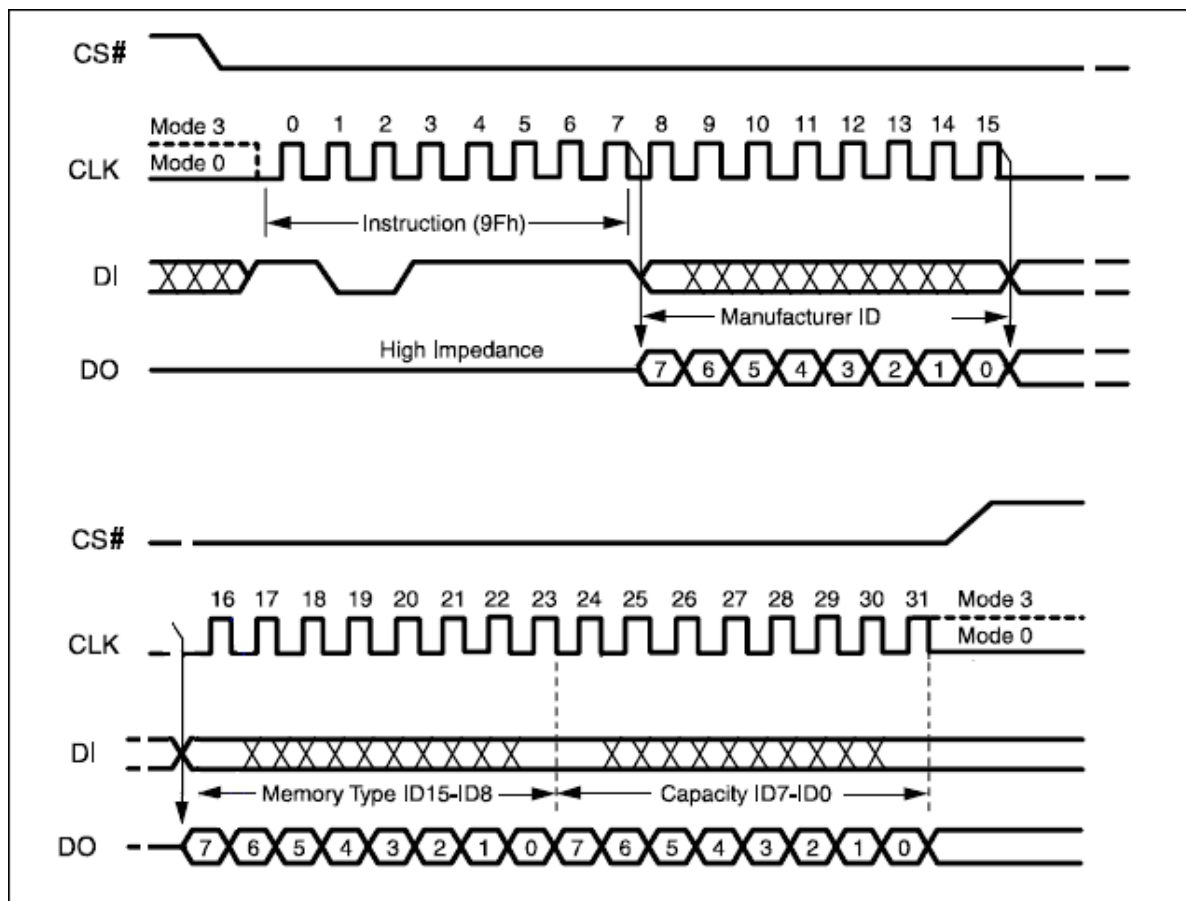 CS#
Mode 3
0 1 2 3 4 5 6 7 8 9 10 11 12 13 14 15
CLK
Mode 0
Instruction (9Fh)
DI
Manufacturer ID
High Impedance
DO
7 6 5 4 3 2 1 0
CS#
16 17 18 19 20 21 22 23 24 25 26 27 28 29 30 31
Mode 3
CLK
Mode 0
DI
Memory Type ID15-ID8
Capacity ID7-ID0
DO
7 6 5 4 3 2 1 0 7 6 5 4 3 2 1 0